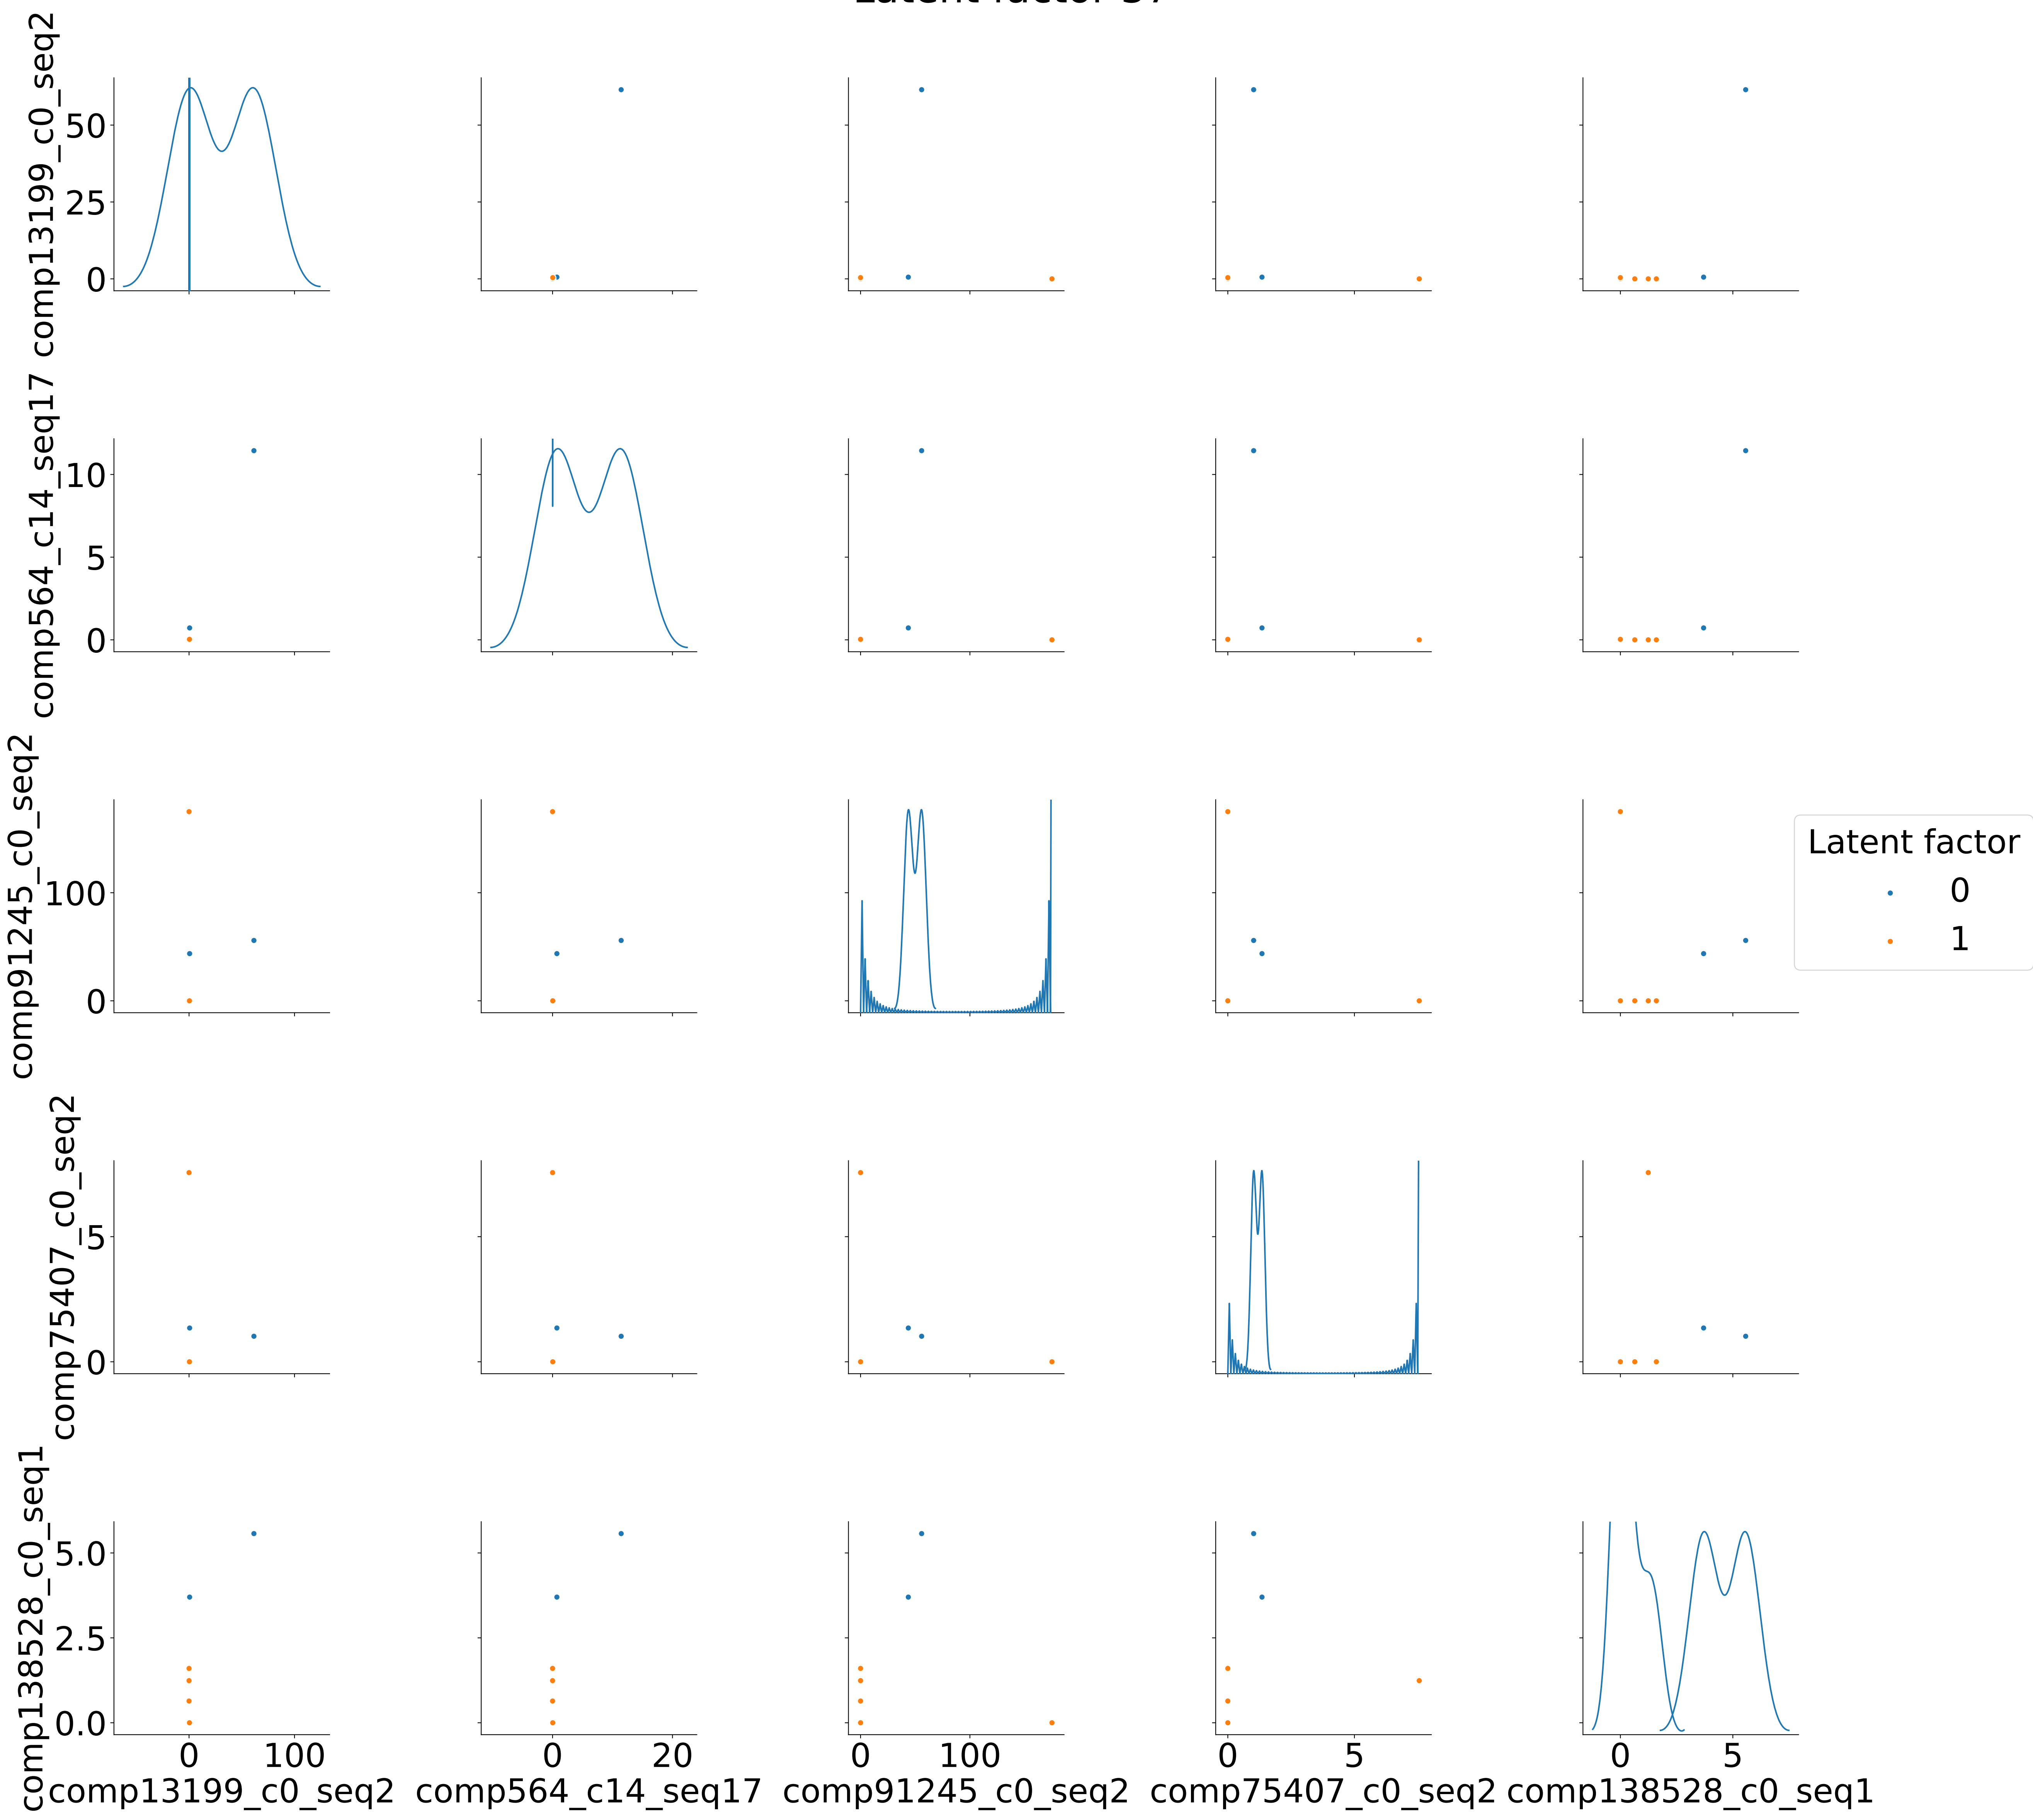 Latent factor 37
comp13199_c0_seq2
50
25
0
comp564_c14_seq17
10
5
0
comp91245_c0_seq2
100
0
Latent factor
0
1
comp75407_c0_seq2
5
0
comp138528_c0_seq1
5.0
2.5
0.0
0 100 0 20 0 100 0 5 0 5
comp13199_c0_seq2 comp564_c14_seq17 comp91245_c0_seq2 comp75407_c0_seq2 comp138528_c0_seq1